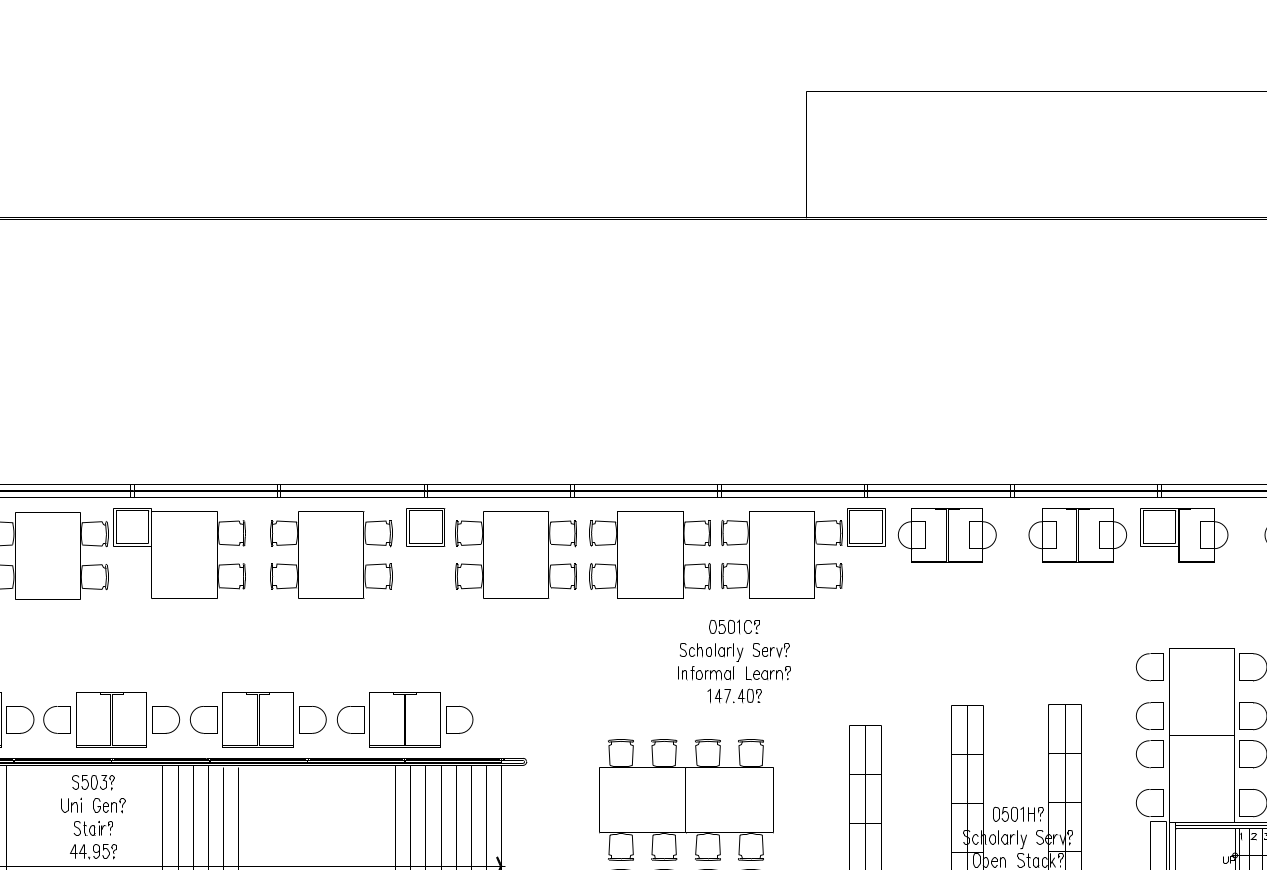 0501C?
Scholarly Serv?
Informal Learn?
147.40?
S503?
Uni Gen?
Stair?
44.95?
0501H?
Scholarly Serv?
Open Stack?
1 2 3
UP